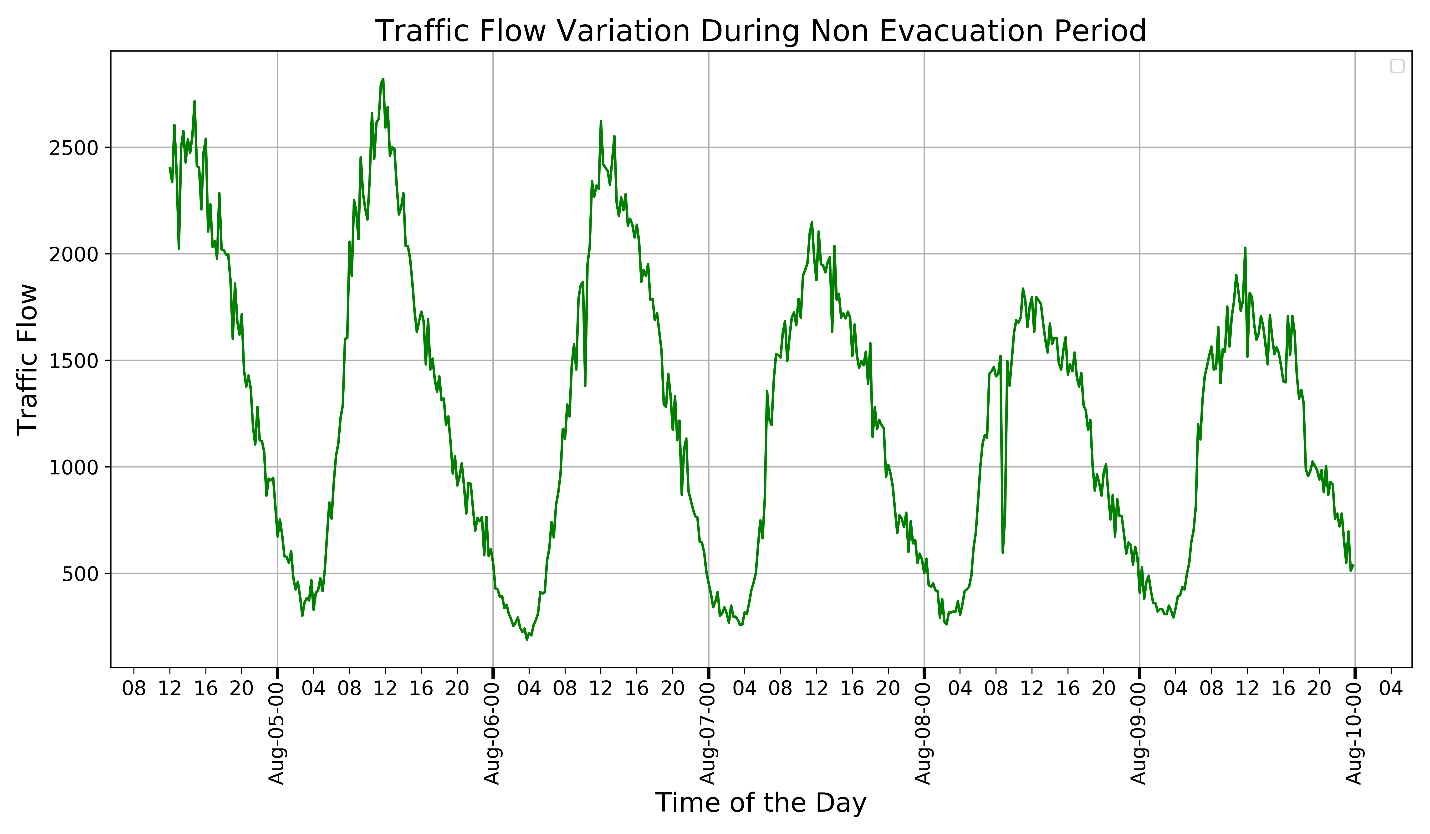 Traffic Flow Variation During Non Evacuation Period
Traffic Flow
2500
2000
1500
1000
500
08 12 16 20 04 08 12 16 20 04 08 12 16 20 04 08 12 16 20 04 08 12 16 20 04 08 12 16 20 04
Aug-05-00 Aug-06-00 Aug-07-00 Aug-08-00 Aug-09-00 Aug-10-00
Time of the Day